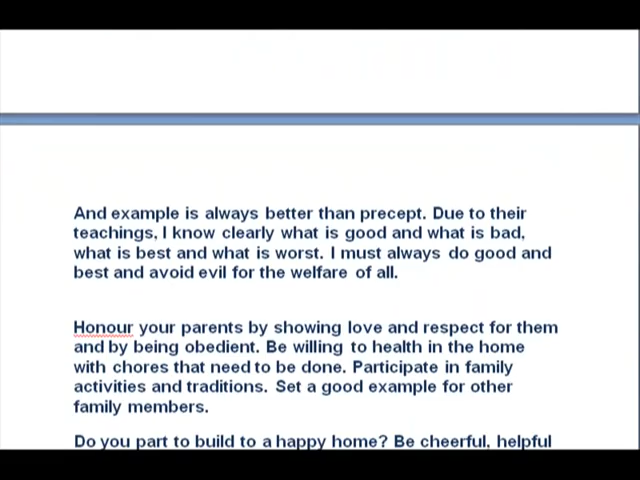 And example is always better than precept. Due to their
teachings, I know clearly what is good and what is bad,
what is best and what is worst. I must always do good and
best and avoid evil for the welfare of all.
Honour your parents by showing love and respect for them
and by being obedient. Be willing to health in the home
with chores that need to be done. Participate in family
activities and traditions. Set a good example for other
family members.
Do you part to build to a happy home? Be cheerful, helpful